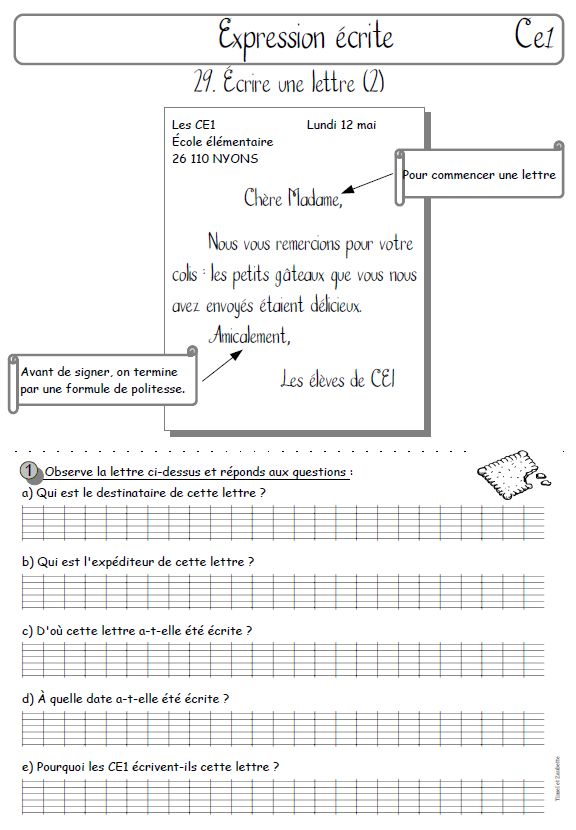 Expression écrite Ce1
29. Écrire une lettre (2)
Les CE1 Lundi 12 mai
École élémentaire
26 110 NYONS
Pour commencer une lettre
Chère Madame,
Nous vous remercions pour votre
colis : les petits gâteaux que vous nous
avez envoyés étaient délicieux.
Amicalement,
Avant de signer, on termine
par une formule de politesse.
Les élèves de CE1
1 Observe la lettre ci-dessus et réponds aux questions :
a) Qui est le destinataire de cette lettre ?
b) Qui est l'expéditeur de cette lettre ?
c) D'où cette lettre a-t-elle été écrite ?
d) À quelle date a-t-elle été écrite ?
e) Pourquoi les CE1 écrivent-ils cette lettre ?